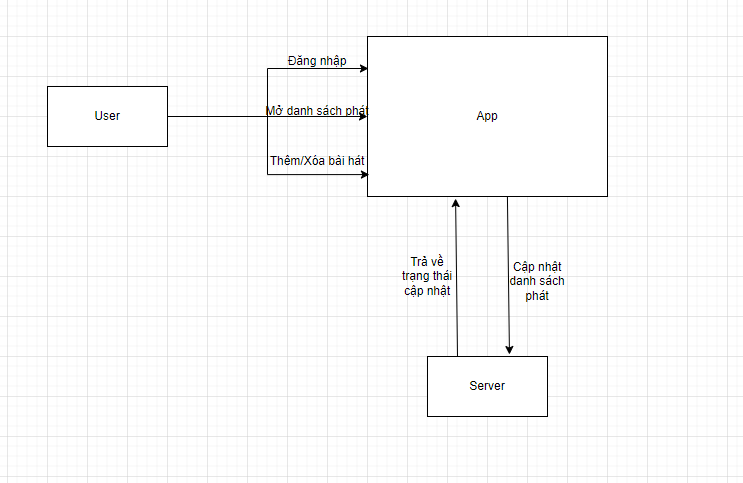 Đăng nhập
User
Mở danh sách phát
App
Thêm/Xóa bài hát
Trả về
trạng thái
cập nhật
Cập nhật
danh sách
phát
Server